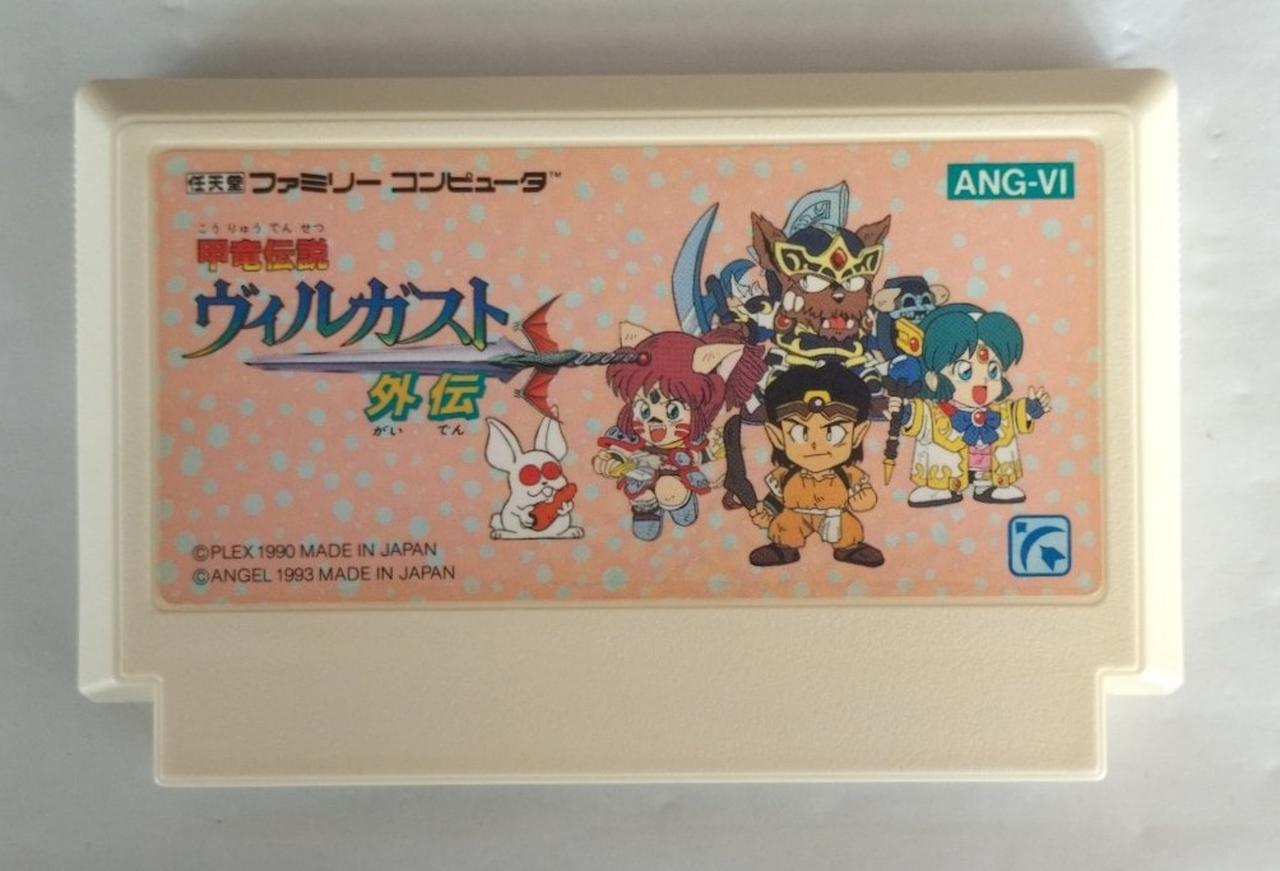 任天堂 ファミリー コンピュータ™
ANG-VI
こう りゅう でん せつ
甲竜伝説
ヴィルガスト
外伝
がい でん
©PLEX 1990 MADE IN JAPAN
©ANGEL 1993 MADE IN JAPAN